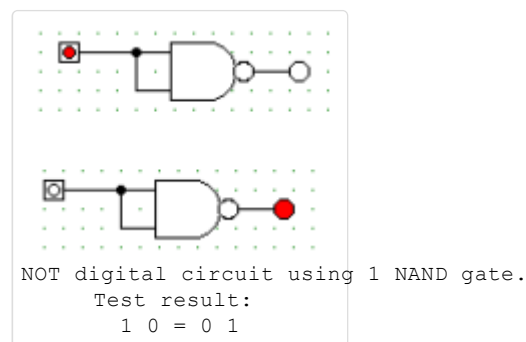 NOT digital circuit using 1 NAND gate.
Test result:
1 0 = 0 1